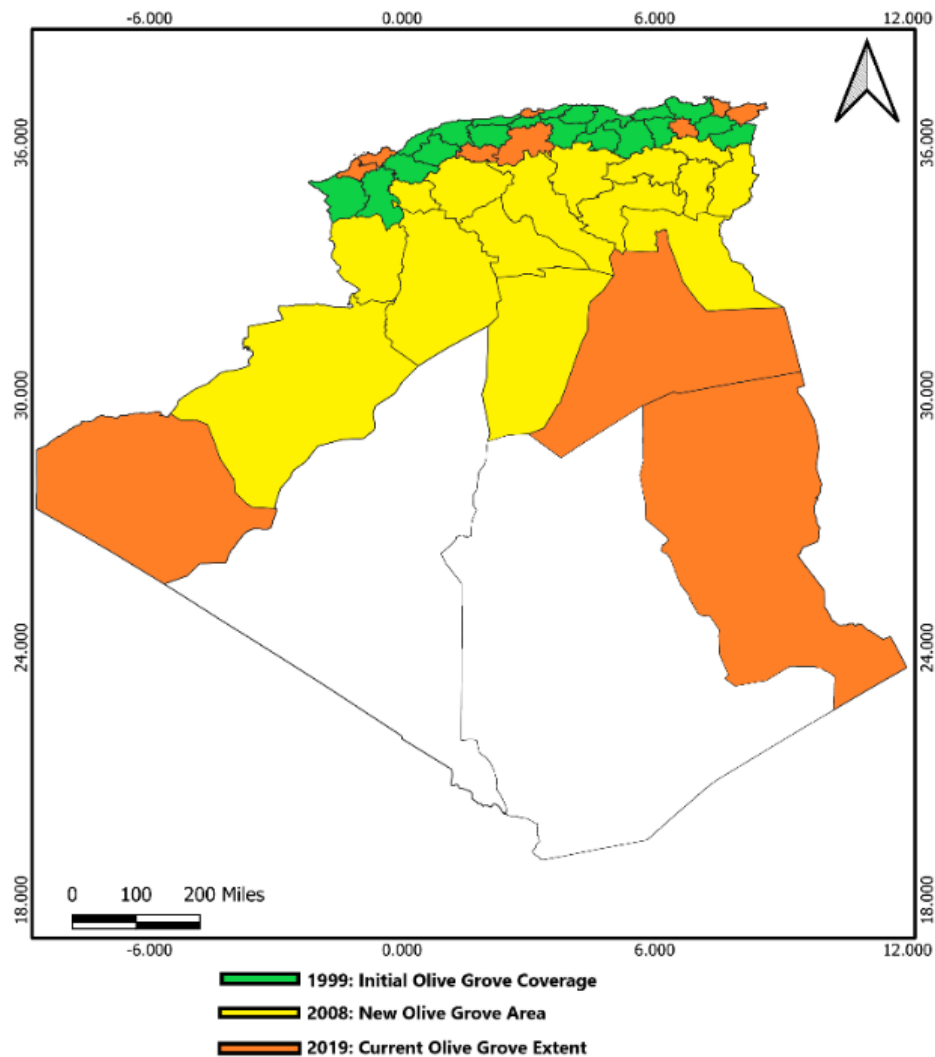 -6.000 0.000 6.000 12.000
36.000 36.000
30.000 30.000
24.000 24.000
18.000 18.000
0 100 200 Miles
-6.000 0.000 6.000 12.000
1999: Initial Olive Grove Coverage
2008: New Olive Grove Area
2019: Current Olive Grove Extent